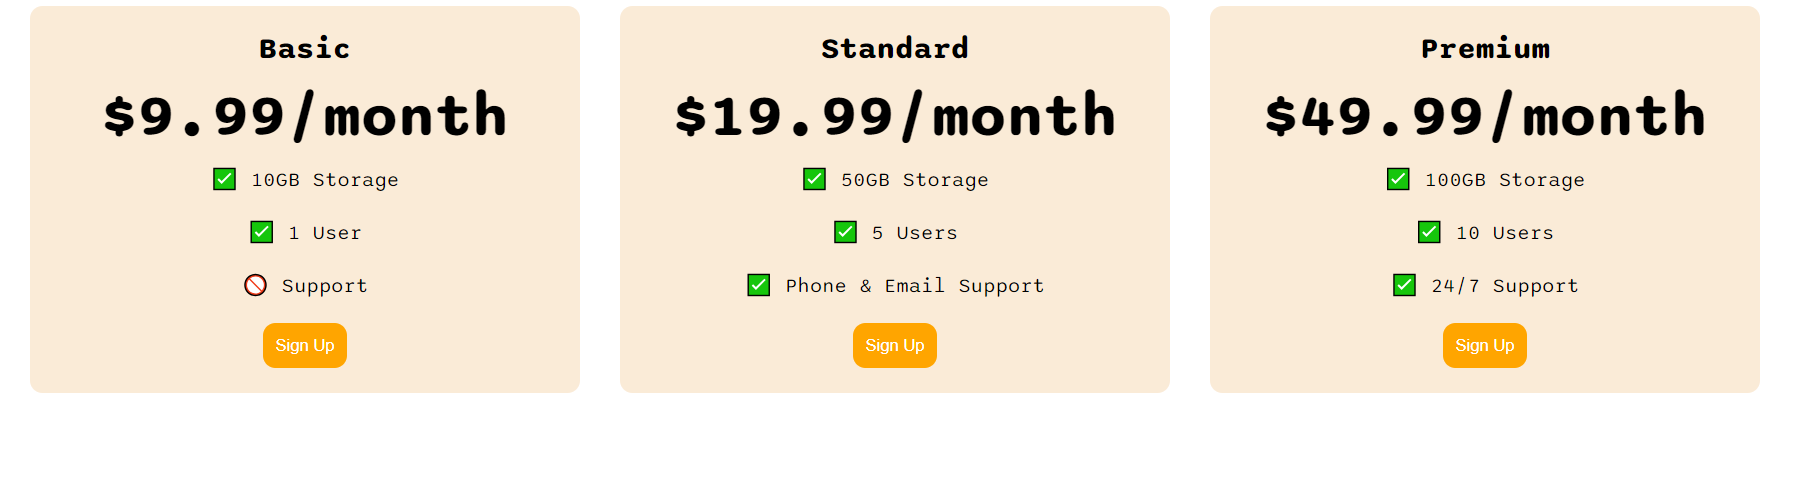 Basic
$9.99/month
✅ 10GB Storage
✅ 1 User
🚫 Support
Sign Up
Standard
$19.99/month
✅ 50GB Storage
✅ 5 Users
✅ Phone & Email Support
Sign Up
Premium
$49.99/month
✅ 100GB Storage
✅ 10 Users
✅ 24/7 Support
Sign Up